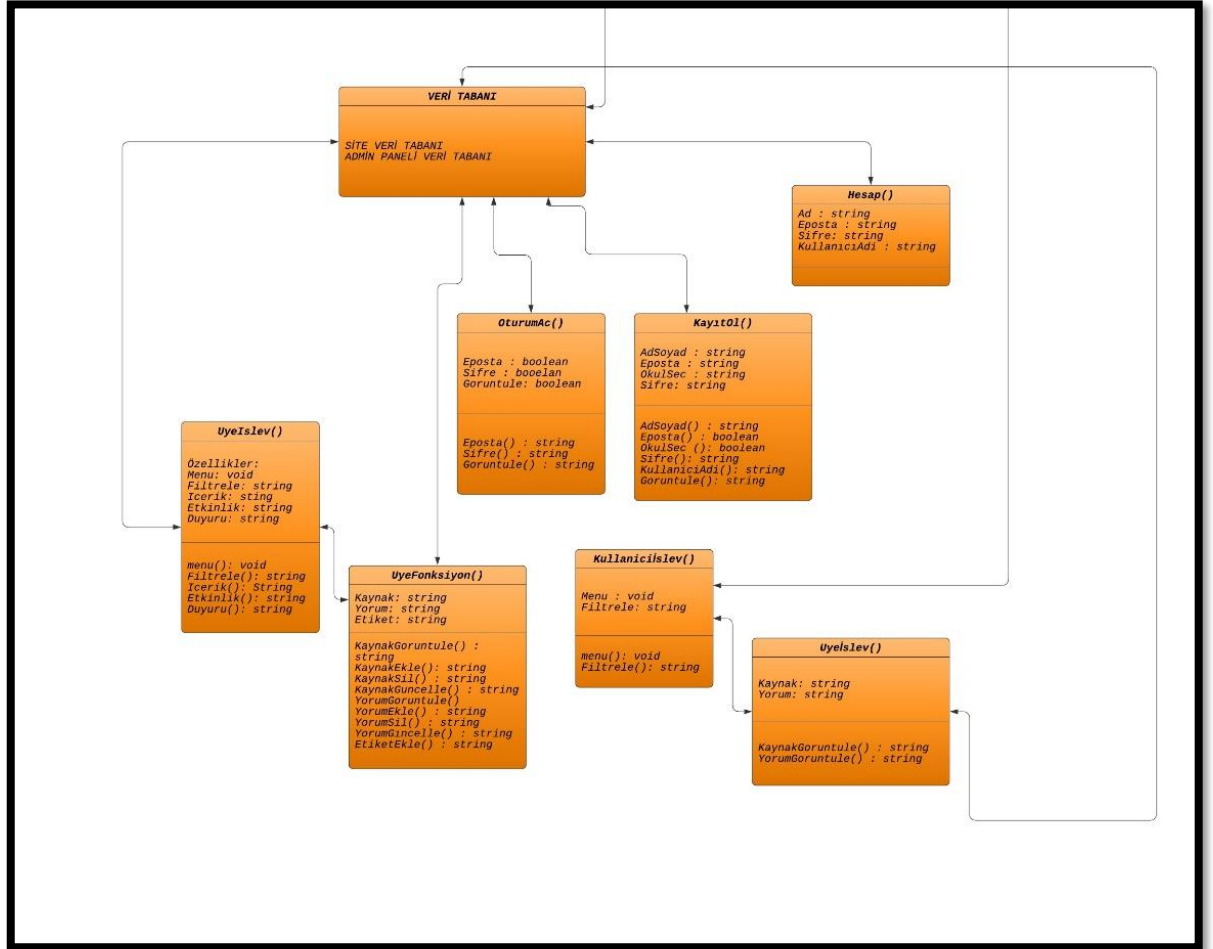 VERİ TABANI
SİTE VERİ TABANI
ADMİN PANELİ VERİ TABANI
Hesap()
Ad : string
Eposta : string
Sifre: string
KullanıcıAdi : string
OturumAc()
Eposta : boolean
Sifre : booelan
Goruntule: boolean
Eposta() : string
Sifre() : string
Goruntule() : string
KayıtOl()
AdSoyad : string
Eposta : string
OkulSec : string
Sifre: string
AdSoyad() : string
Eposta() : boolean
OkulSec (): boolean
Sifre(): string
KullaniciAdi(): string
Goruntule(): string
UyeIslev()
Özellikler:
Menu: void
Filtrele: string
Icerik: sting
Etkinlik: string
Duyuru: string
menu(): void
Filtrele(): string
Icerik(): String
Etkinlik(): string
Duyuru(): string
UyeFonksiyon()
Kaynak: string
Yorum: string
Etiket: string
KaynakGoruntule() :
string
KaynakEkle(): string
KaynakSil() : string
KaynakGuncelle() : string
YorumGoruntule()
YorumEkle() : string
YorumSil() : string
YorumGincelle() : string
EtiketEkle() : string
Kullaniciİslev()
Menu : void
Filtrele: string
menu(): void
Filtrele(): string
Uyeİslev()
Kaynak: string
Yorum: string
KaynakGoruntule() : string
YorumGoruntule() : string